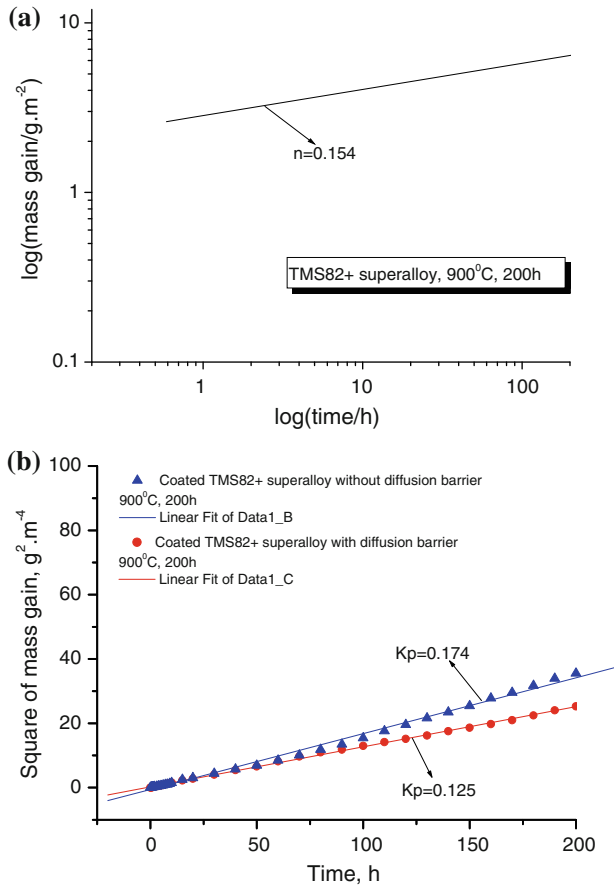 (a)
10
1
0.1
log(mass gain/g.m-2)
n=0.154
TMS82+ superalloy, 900⁰C, 200h
1 10 100
log(time/h)
(b)
100
80
60
40
20
0
Square of mass gain, g2.m-4
Coated TMS82+ superalloy without diffusion barrier
900⁰C, 200h
Linear Fit of Data1_B
Coated TMS82+ superalloy with diffusion barrier
900⁰C, 200h
Linear Fit of Data1_C
Kp=0.174
Kp=0.125
0 50 100 150 200
Time, h